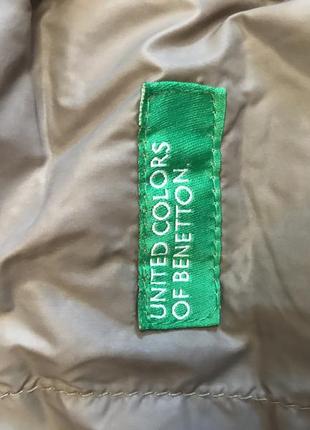 UNITED COLORS
OF BENETTON.